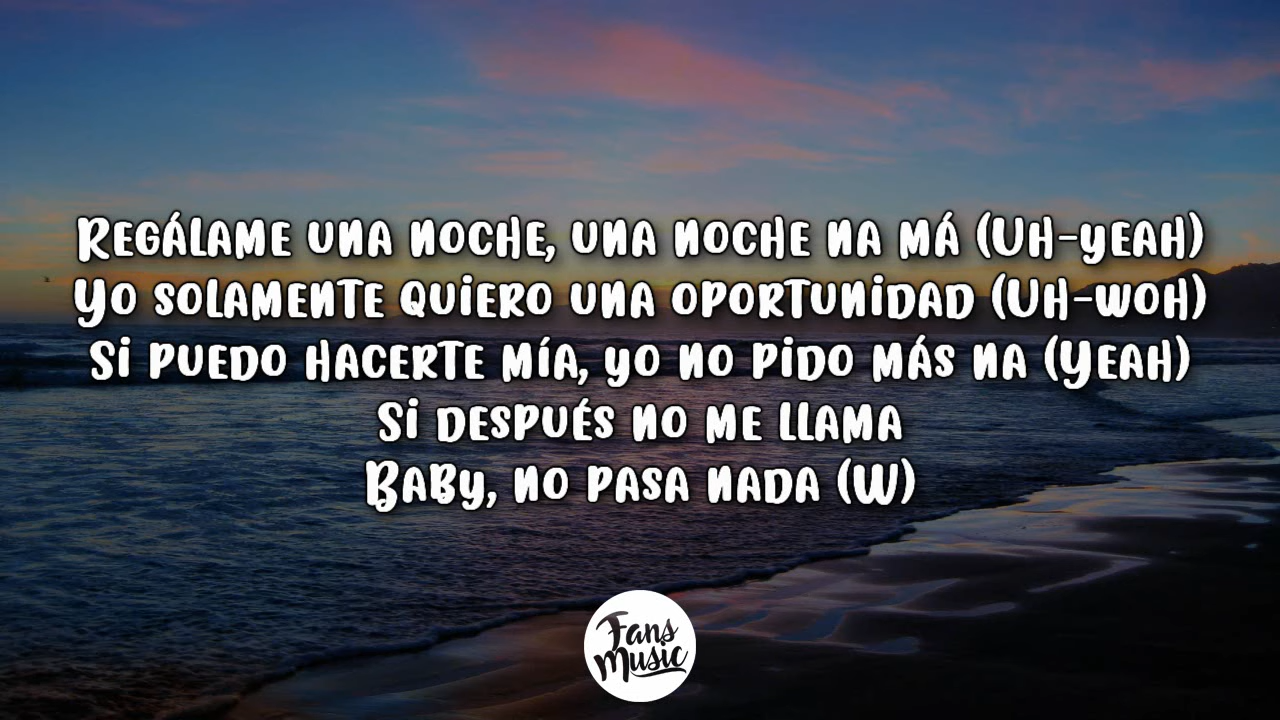 Regálame una noche, una noche na má (Uh-yeah)
Yo solamente quiero una oportunidad (Uh-woh)
Si puedo hacerte mía, yo no pido más na (Yeah)
Si después no me llama
Baby, no pasa nada (W)
Fans
Music